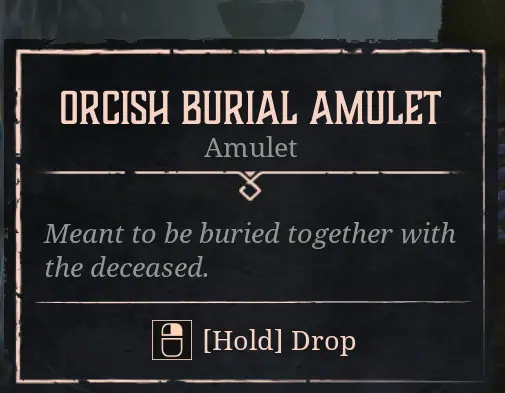 ORCISH BURIAL AMULET
Amulet
Meant to be buried together with
the deceased.
[Hold] Drop